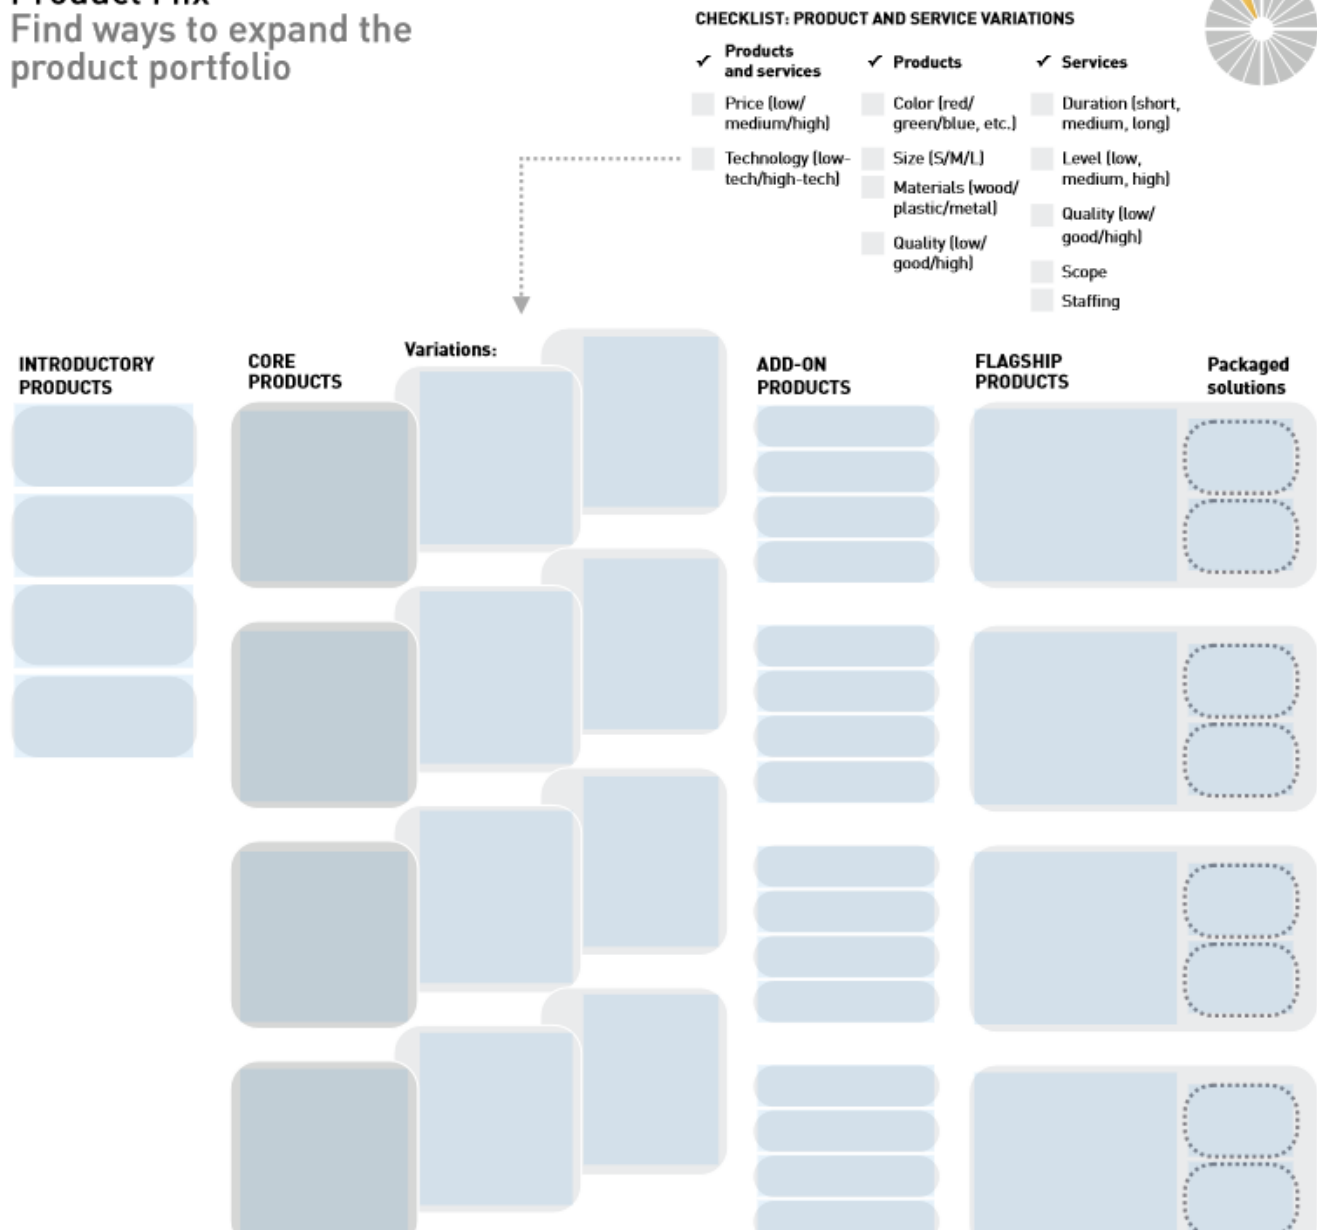 Product Mix
Find ways to expand the
product portfolio
CHECKLIST: PRODUCT AND SERVICE VARIATIONS
✓ Products
and services
Price (low/
medium/high)
Technology (low-
tech/high-tech)
✓ Products
Color (red/
green/blue, etc.)
Size (S/M/L)
Materials (wood/
plastic/metal)
Quality (low/
good/high)
✓ Services
Duration (short,
medium, long)
Level (low,
medium, high)
Quality (low/
good/high)
Scope
Staffing
INTRODUCTORY
PRODUCTS
CORE
PRODUCTS
Variations:
ADD-ON
PRODUCTS
FLAGSHIP
PRODUCTS
Packaged
solutions